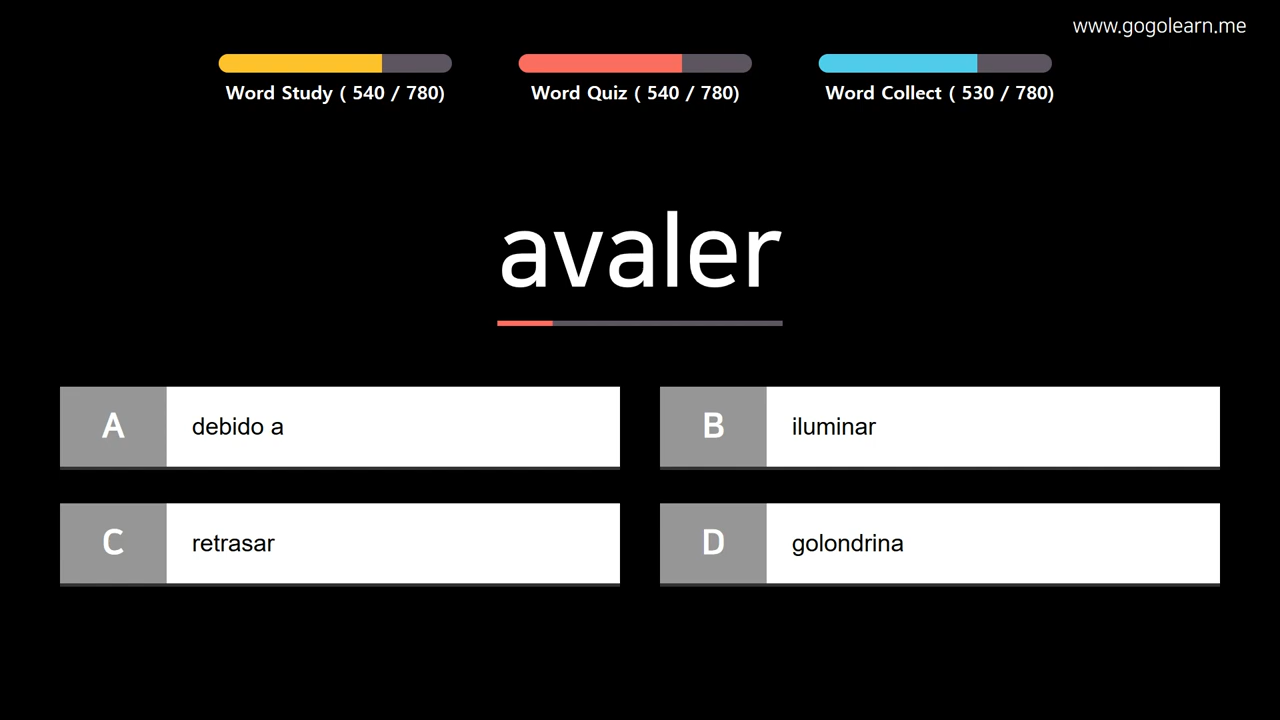 www.gogolearn.me
Word Study ( 540 / 780)
Word Quiz ( 540 / 780)
Word Collect ( 530 / 780)
avaler
A
debido a
B
iluminar
C
retrasar
D
golondrina